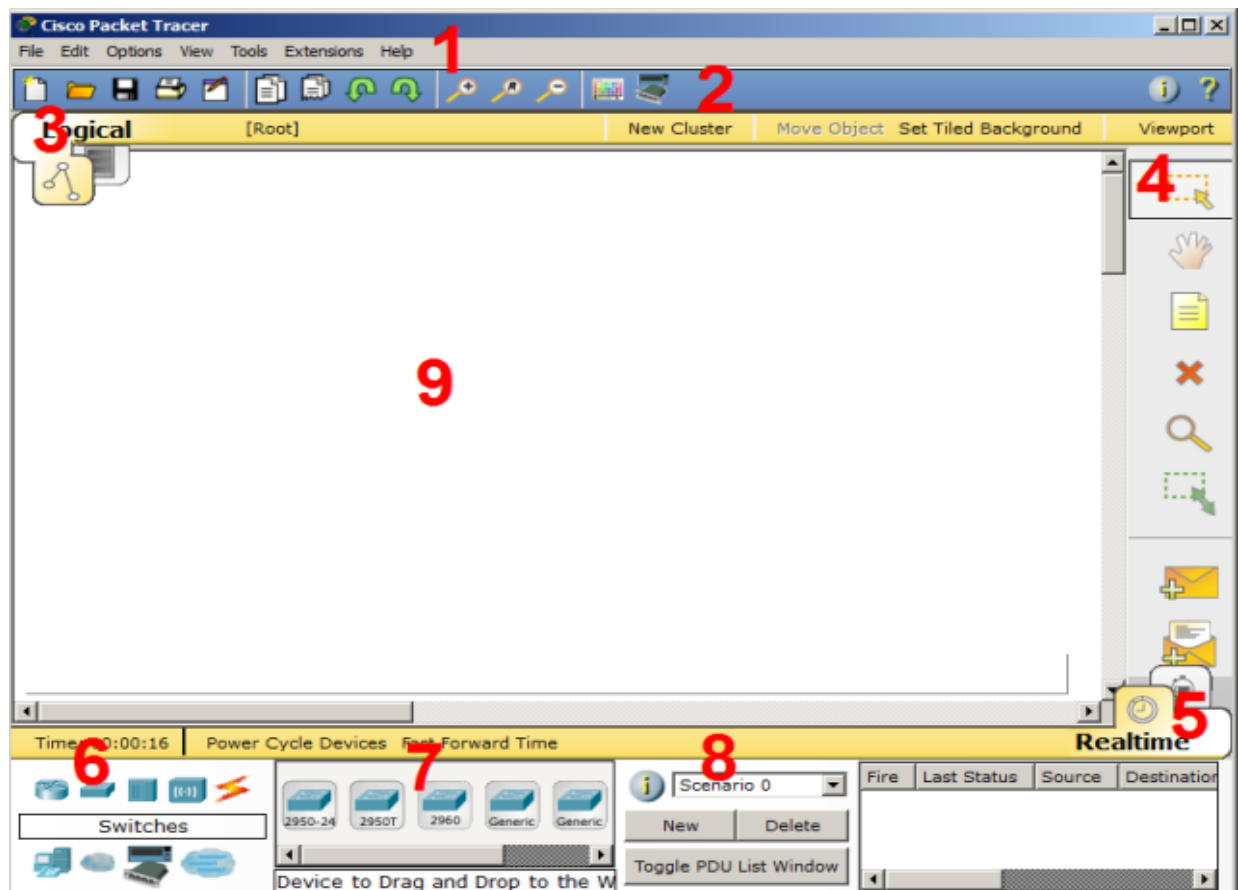 Cisco Packet Tracer
File Edit Options View Tools Extensions Help
1
2
3
Logical [Root] New Cluster Move Object Set Tiled Background Viewport
4
9
5
Time: 00:00:16 Power Cycle Devices Fast Forward Time Realtime
6
7
8
Scenario 0
Fire Last Status Source Destination
Switches
2950-24 2950T 2960 Generic Generic
New Delete
Toggle PDU List Window
Device to Drag and Drop to the W